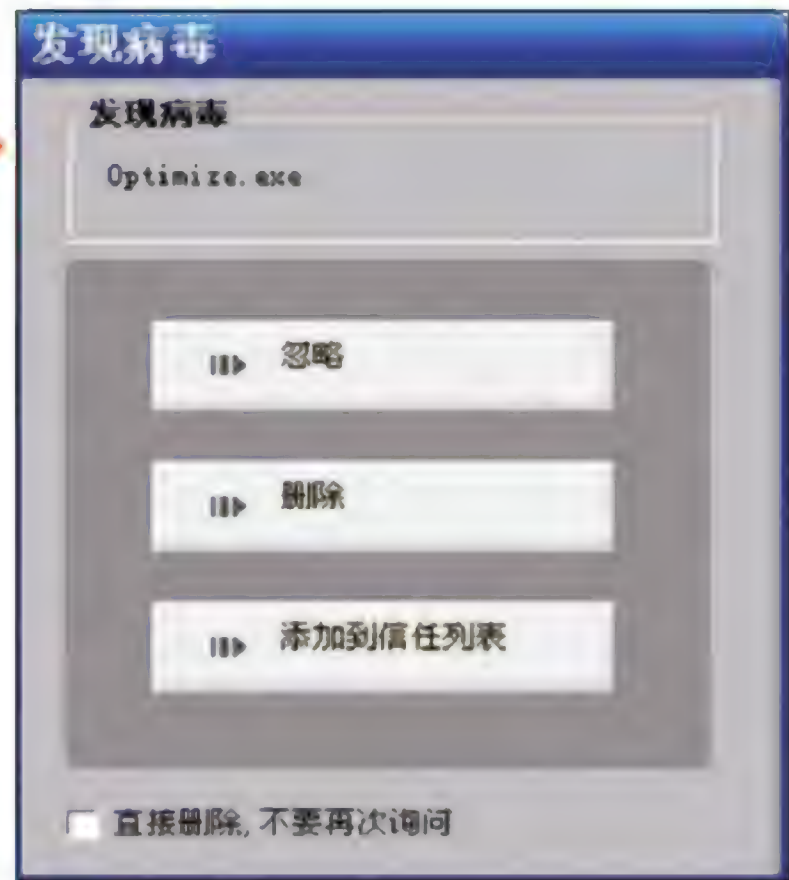 发现病毒
发现病毒
Optimize.exe
忽略
删除
添加到信任列表
直接删除,不要再次询问